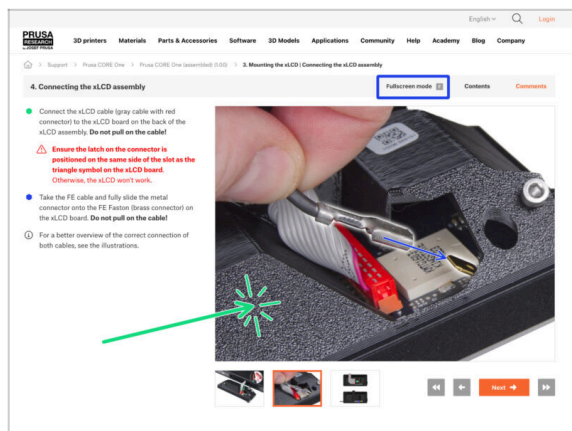 English
Login
PRUSA
RESEARCH
by JOSEF PRUSA
3D printers Materials Parts & Accessories Software 3D Models Applications Community Help Academy Blog Company
Support > Prusa CORE One > Prusa CORE One (assembled) 0.00) > 3. Mounting the xLCD | Connecting the xLCD assembly
4. Connecting the xLCD assembly
Fullscreen mode
Contents
Comments
Connect the xLCD cable (gray cable with red
connector) to the xLCD board on the back of the
xLCD assembly. Do not pull on the cable!
Ensure the latch on the connector is
positioned on the same side of the slot as the
triangle symbol on the xLCD board.
Otherwise, the xLCD won't work.
Take the FE cable and fully slide the metal
connector onto the FE Faston (brass connector) on
the xLCD board. Do not pull on the cable!
For a better overview of the correct connection of
both cables, see the illustrations.
Next